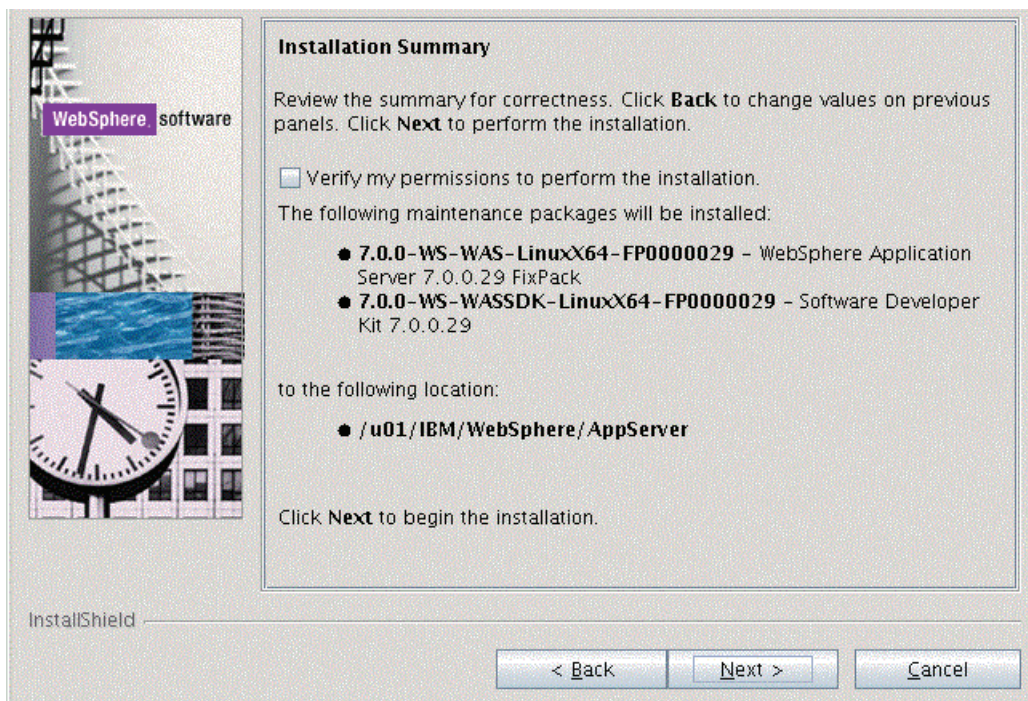 WebSphere software
Installation Summary
Review the summary for correctness. Click Back to change values on previous
panels. Click Next to perform the installation.
Verify my permissions to perform the installation.
The following maintenance packages will be installed:
7.0.0-WS-WAS-LinuxX64-FP0000029 - WebSphere Application
Server 7.0.0.29 FixPack
7.0.0-WS-WASSDK-LinuxX64-FP0000029 - Software Developer
Kit 7.0.0.29
to the following location:
/u01/IBM/WebSphere/AppServer
Click Next to begin the installation.
InstallShield
< Back
Next >
Cancel